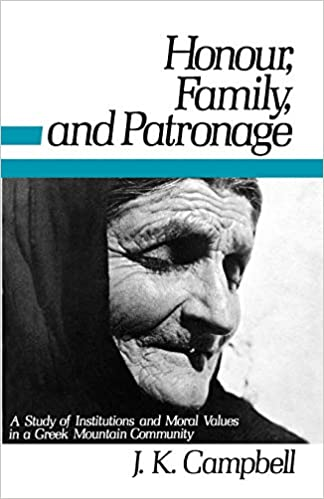 Honour,
Family,
and Patronage
A Study of Institutions and Moral Values
in a Greek Mountain Community
J. K. Campbell